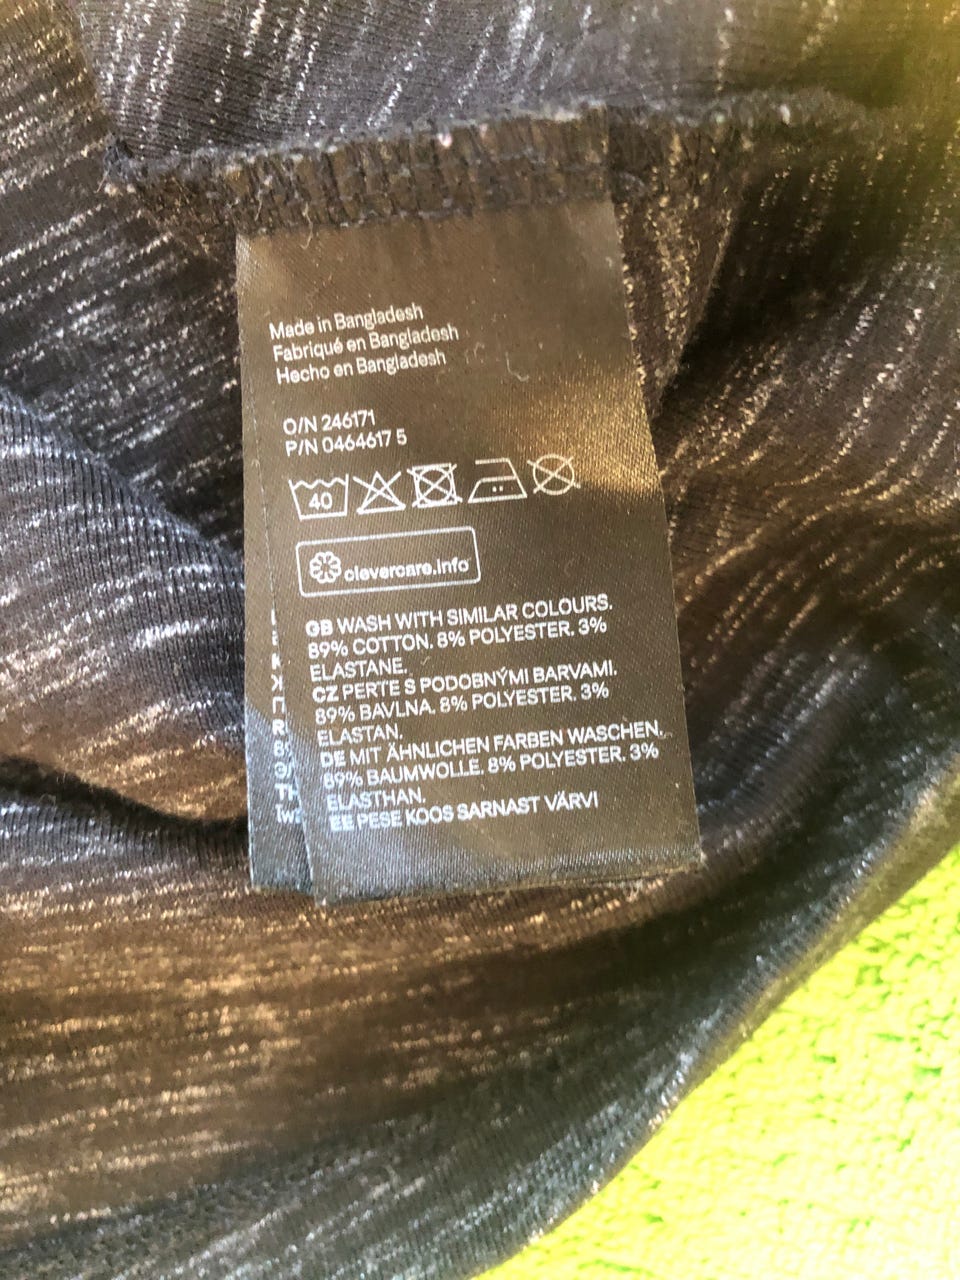 Made in Bangladesh
Fabriqué en Bangladesh
Hecho en Bangladesh
O/N 246171
P/N 0464617 5
40
clevercare.info
GB WASH WITH SIMILAR COLOURS.
89% COTTON. 8% POLYESTER. 3%
ELASTANE.
CZ PERTE S PODOBNÝMI BARVAMI.
89% BAVLNA. 8% POLYESTER. 3%
ELASTAN.
DE MIT ÄHNLICHEN FARBEN WASCHEN.
89% BAUMWOLLE. 8% POLYESTER. 3%
ELASTHAN.
EE PESE KOOS SARNAST VÄRVI